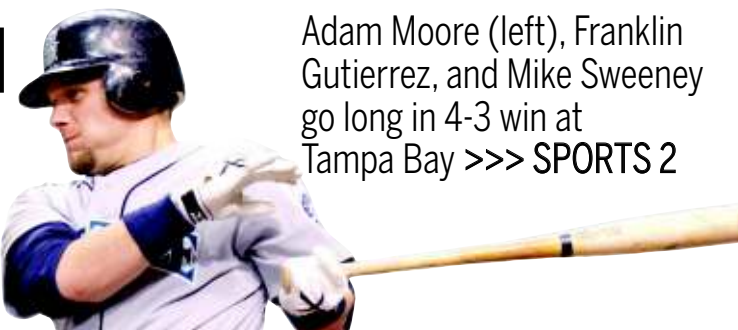 Adam Moore (left), Franklin
Gutierrez, and Mike Sweeney
go long in 4-3 win at
Tampa Bay >>> SPORTS 2